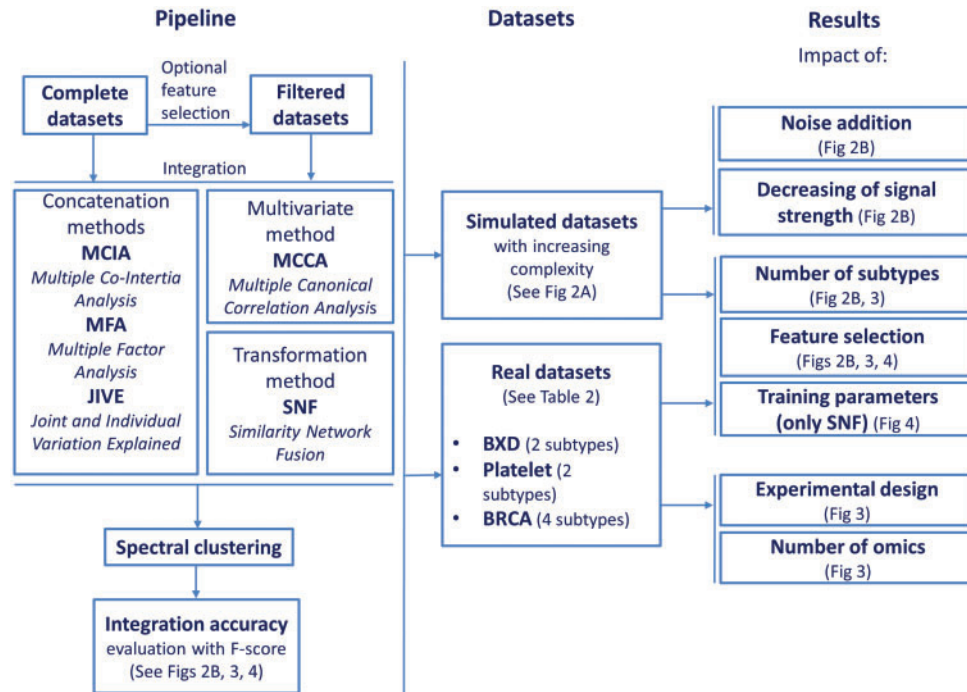 Pipeline
Datasets
Results
Impact of:
Optional
feature
selection
Complete
datasets
Filtered
datasets
Integration
Concatenation
methods
MCIA
Multiple Co-Intertia
Analysis
MFA
Multiple Factor
Analysis
JIVE
Joint and Individual
Variation Explained
Multivariate
method
MCCA
Multiple Canonical
Correlation Analysis
Transformation
method
SNF
Similarity Network
Fusion
Spectral clustering
Integration accuracy
evaluation with F-score
(See Figs 2B, 3, 4)
Simulated datasets
with increasing
complexity
(See Fig 2A)
Real datasets
(See Table 2)
• BXD (2 subtypes)
• Platelet (2
subtypes)
• BRCA (4 subtypes)
Noise addition
(Fig 2B)
Decreasing of signal
strength (Fig 2B)
Number of subtypes
(Fig 2B, 3)
Feature selection
(Figs 2B, 3, 4)
Training parameters
(only SNF) (Fig 4)
Experimental design
(Fig 3)
Number of omics
(Fig 3)